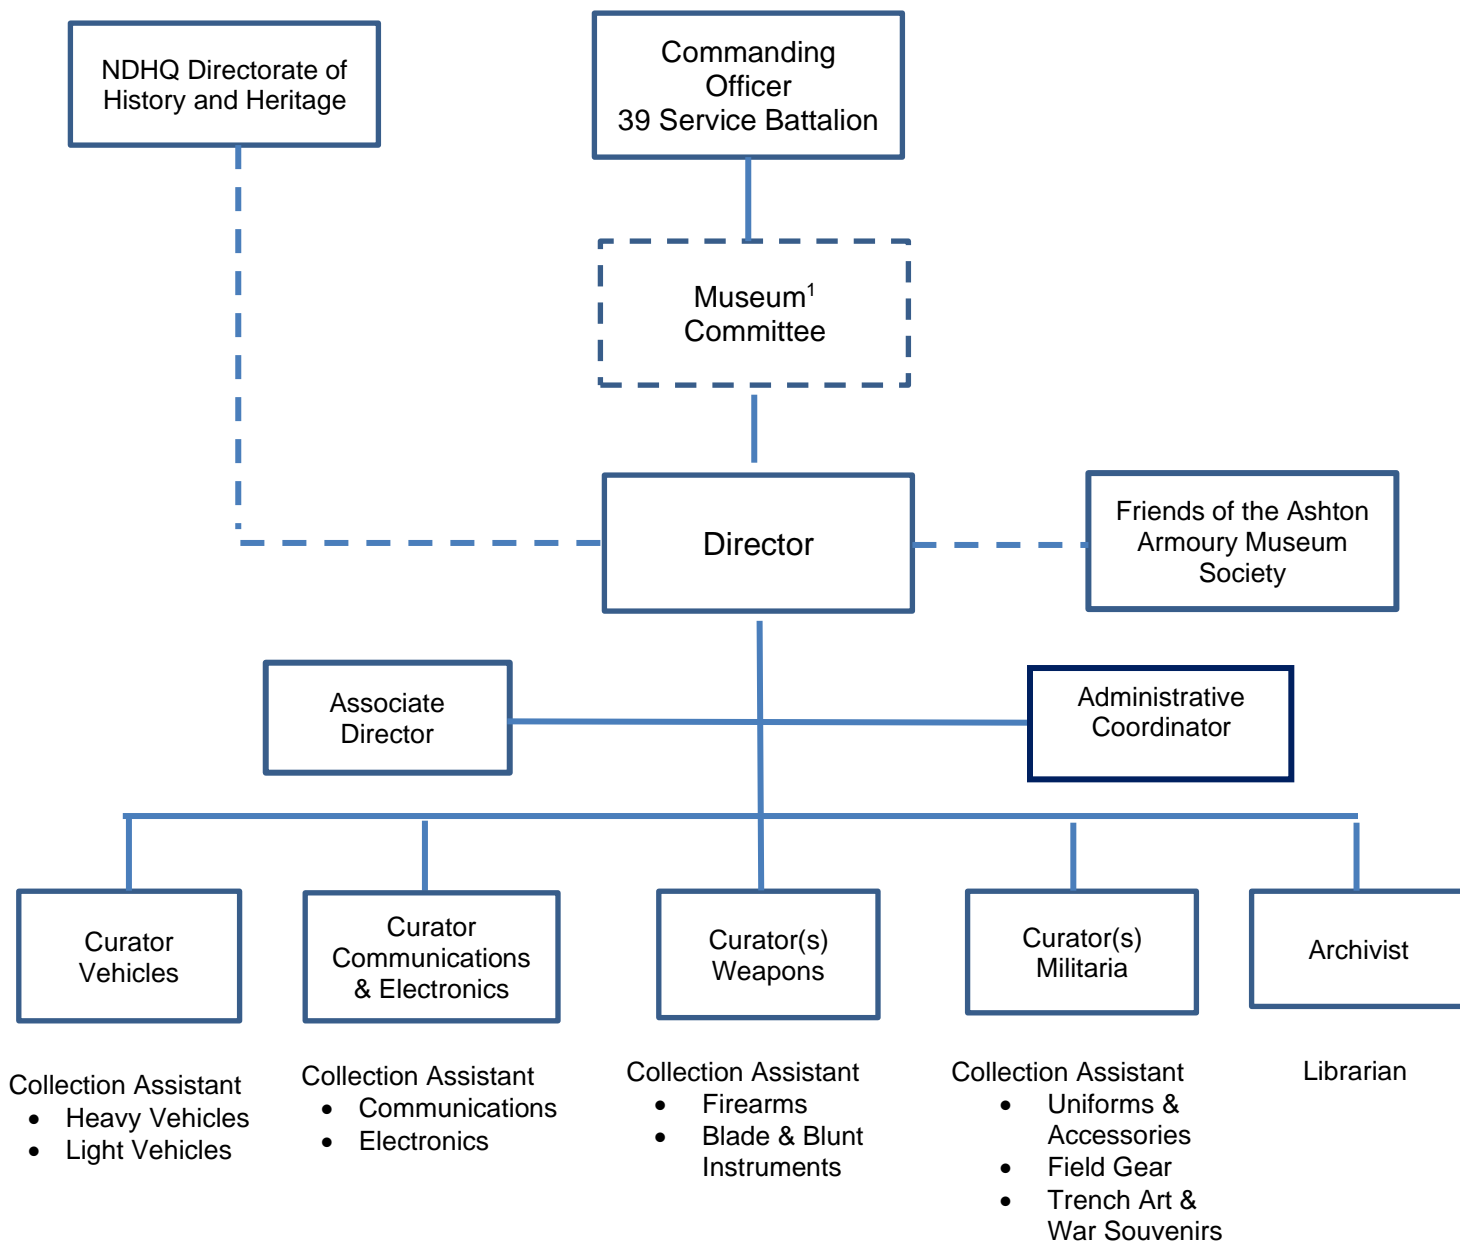 NDHQ Directorate of
History and Heritage
Commanding
Officer
39 Service Battalion
Museum¹
Committee
Director
Friends of the Ashton
Armoury Museum
Society
Associate
Director
Administrative
Coordinator
Curator
Vehicles
Curator
Communications
& Electronics
Curator(s)
Weapons
Curator(s)
Militaria
Archivist
Collection Assistant
• Heavy Vehicles
• Light Vehicles
Collection Assistant
• Communications
• Electronics
Collection Assistant
• Firearms
• Blade & Blunt
Instruments
Collection Assistant
• Uniforms &
Accessories
• Field Gear
• Trench Art &
War Souvenirs
Librarian